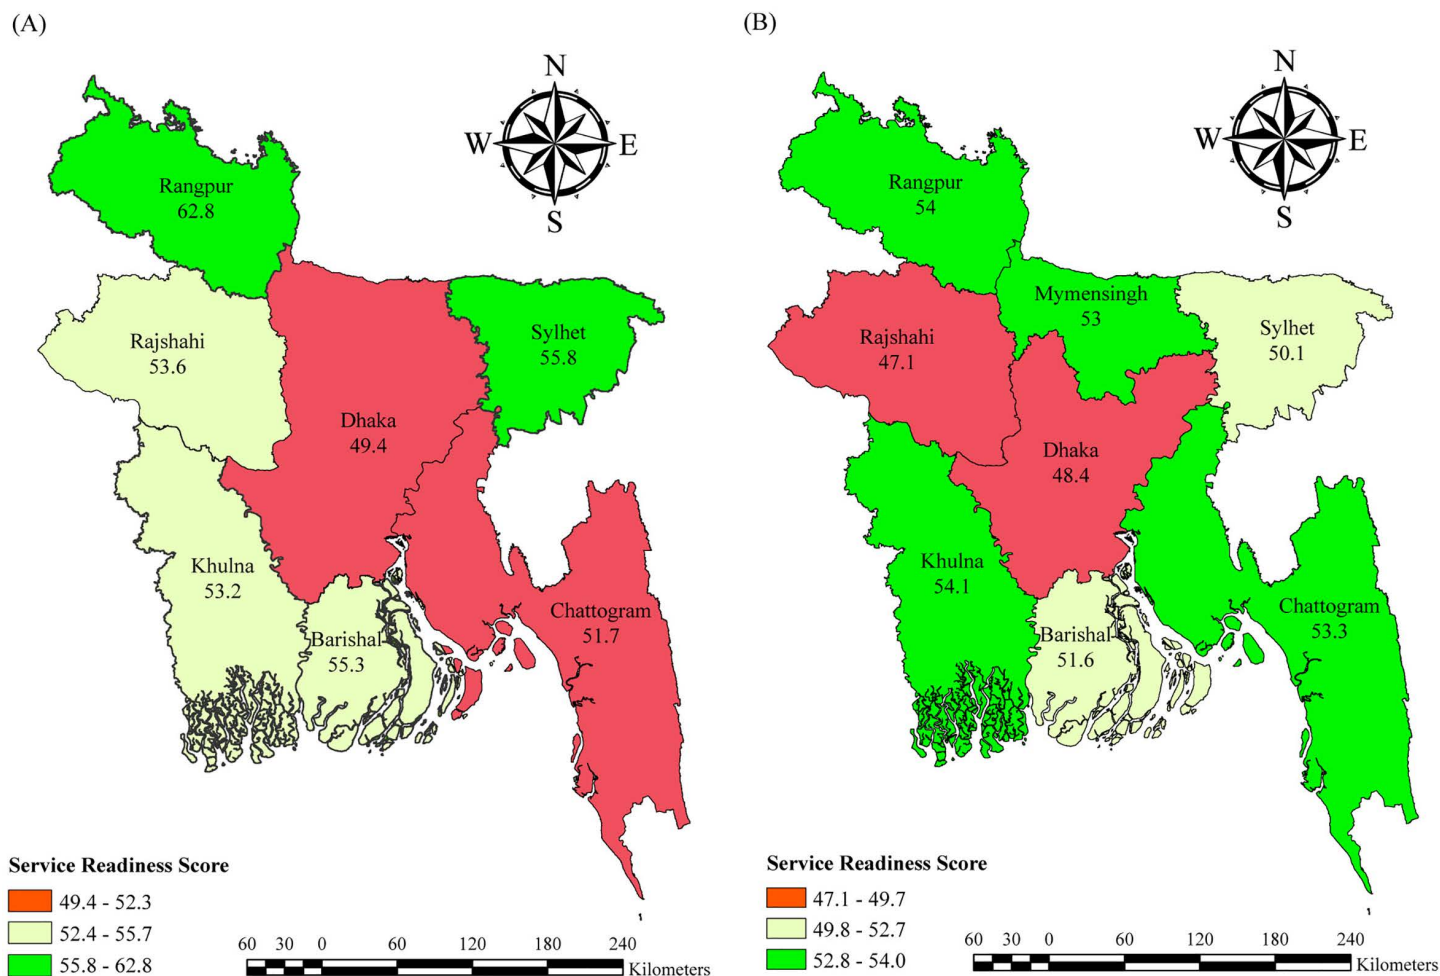 (A)
N
W E
S
Rangpur
62.8
Rajshahi
53.6
Sylhet
55.8
Dhaka
49.4
Khulna
53.2
Barishal
55.3
Chattogram
51.7
Service Readiness Score
49.4 - 52.3
52.4 - 55.7
55.8 - 62.8
60 30 0 60 120 180 240
Kilometers
(B)
N
W E
S
Rangpur
54
Mymensingh
53
Sylhet
50.1
Rajshahi
47.1
Dhaka
48.4
Khulna
54.1
Barishal
51.6
Chattogram
53.3
Service Readiness Score
47.1 - 49.7
49.8 - 52.7
52.8 - 54.0
60 30 0 60 120 180 240
Kilometers